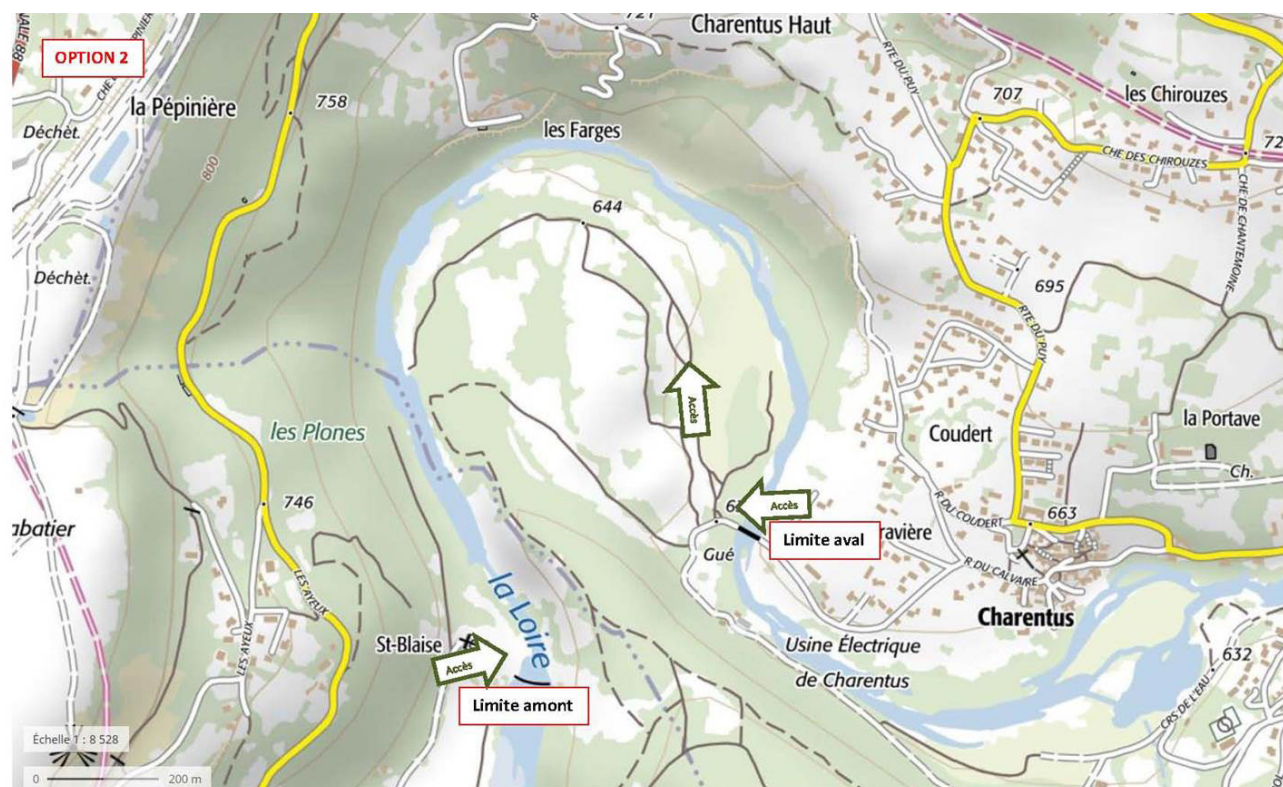 OPTION 2
721
Charentus Haut
la Pépinière
758
707
les Chirouzes
Déchèt.
les Farges
RTE DU PUY
CHE DES CHIROUZES
800
644
CHE DE CHANTEMOINE
Déchèt.
695
RTE DU PUY
Accès
la Portave
les Plones
Coudert
Ch.
746
Accès
R DU COUDERT
663
Limite aval
Gué
R DU CALVAIRE
LES AYEUX
la Loire
Charentus
St-Blaise
Usine Électrique
de Charentus
LES AYEUX
632
Accès
Limite amont
CRS DE L'EAU
Échelle 1 : 8 528
0 200 m